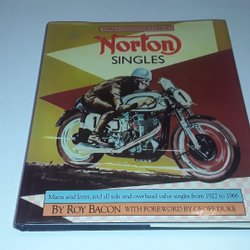 Norton
SINGLES
Manx and Inter, and all side and overhead valve singles from 1927 to 1966
BY ROY BACON WITH FOREWORD BY GEOFF DUKE